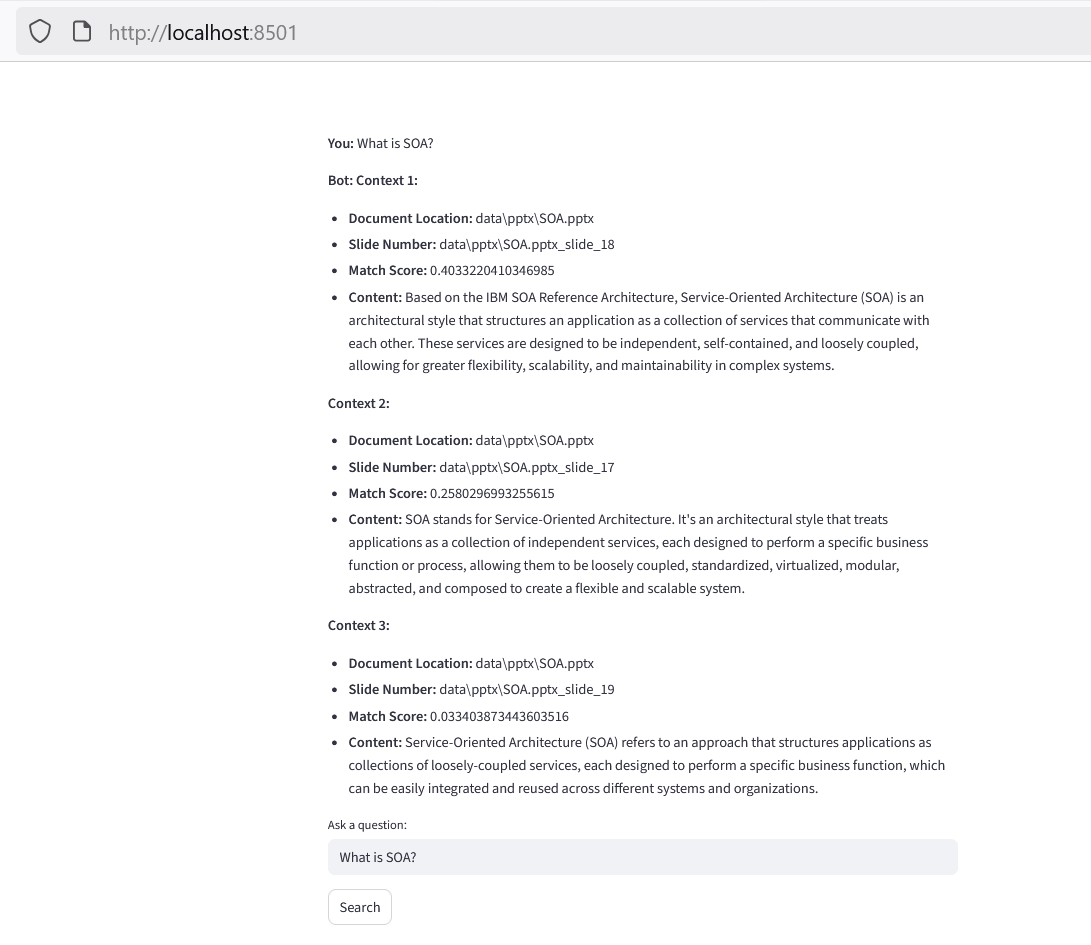 http://localhost:8501
You: What is SOA?
Bot: Context 1:
Document Location: data\pptx\SOA.pptx
Slide Number: data\pptx\SOA.pptx_slide_18
Match Score: 0.4033220410346985
Content: Based on the IBM SOA Reference Architecture, Service-Oriented Architecture (SOA) is an
architectural style that structures an application as a collection of services that communicate with
each other. These services are designed to be independent, self-contained, and loosely coupled,
allowing for greater flexibility, scalability, and maintainability in complex systems.
Context 2:
Document Location: data\pptx\SOA.pptx
Slide Number: data\pptx\SOA.pptx_slide_17
Match Score: 0.2580296993255615
Content: SOA stands for Service-Oriented Architecture. It's an architectural style that treats
applications as a collection of independent services, each designed to perform a specific business
function or process, allowing them to be loosely coupled, standardized, virtualized, modular,
abstracted, and composed to create a flexible and scalable system.
Context 3:
Document Location: data\pptx\SOA.pptx
Slide Number: data\pptx\SOA.pptx_slide_19
Match Score: 0.033403873443603516
Content: Service-Oriented Architecture (SOA) refers to an approach that structures applications as
collections of loosely-coupled services, each designed to perform a specific business function, which
can be easily integrated and reused across different systems and organizations.
Ask a question:
What is SOA?
Search